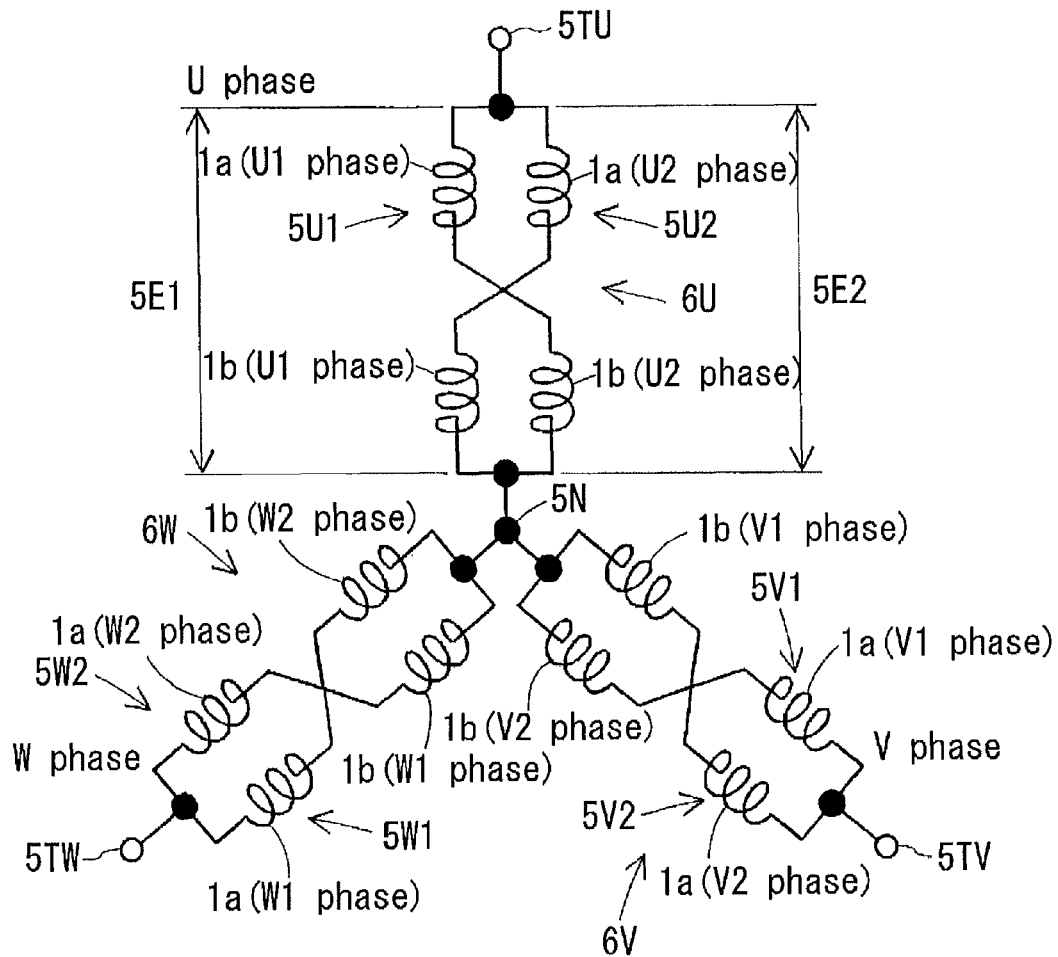 5TU
U phase
1a(U1 phase)
1a(U2 phase)
5U1
5U2
5E1
6U
5E2
1b(U1 phase)
1b(U2 phase)
5N
1b(W2 phase)
6W
1b(V1 phase)
5V1
1a(W2 phase)
1a(V1 phase)
5W2
1b(V2 phase)
W phase
V phase
1b(W1 phase)
5V2
5W1
5TW
5TV
1a(W1 phase)
1a(V2 phase)
6V